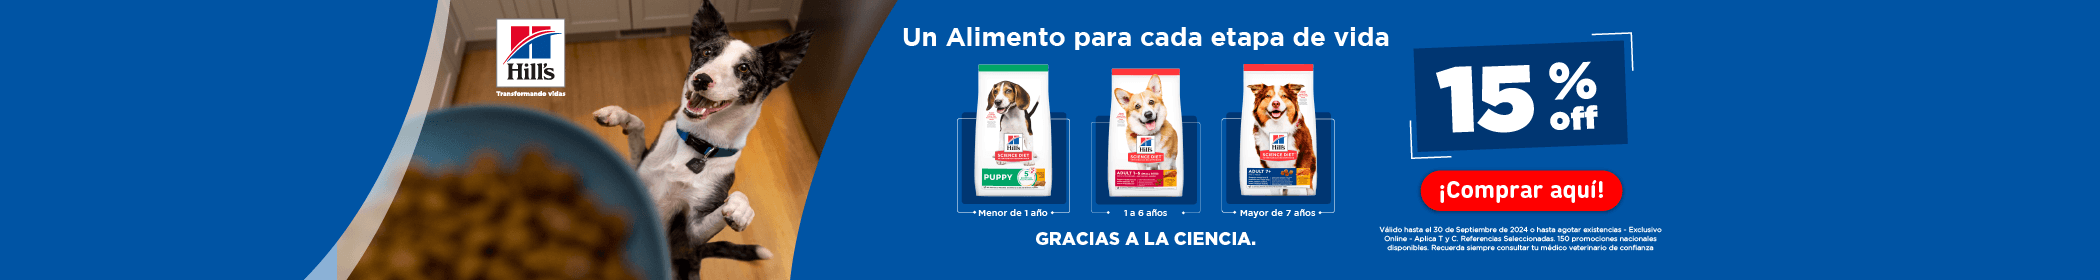 Hill's
Transformando vidas
Un Alimento para cada etapa de vida
Hill's
SCIENCE DIET
PUPPY
Hill's
SCIENCE DIET
ADULT 1-6
Hill's
SCIENCE DIET
ADULT 7+
Menor de 1 año
1 a 6 años
Mayor de 7 años
GRACIAS A LA CIENCIA.
15% off
¡Comprar aquí!
Válido hasta el 30 de Septiembre de 2024 o hasta agotar existencias - Exclusivo
Online - Aplica T y C. Referencias Seleccionadas. 150 promociones nacionales
disponibles. Recuerda siempre consultar tu médico veterinario de confianza